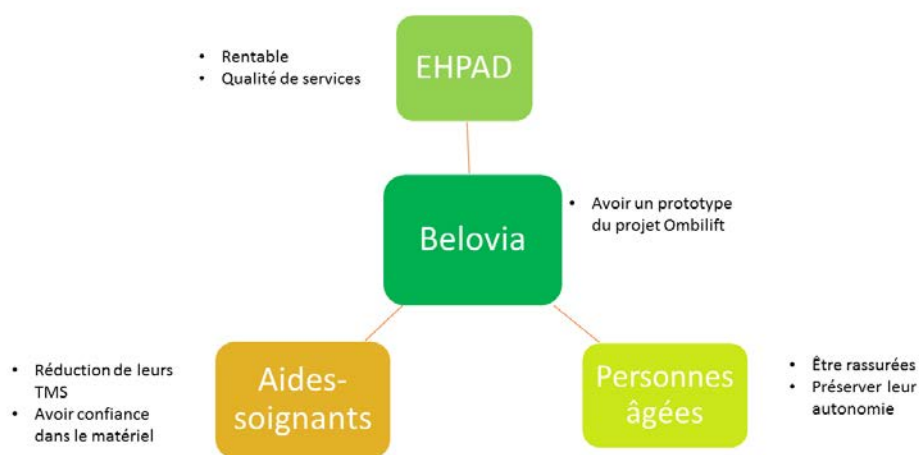 • Rentable
• Qualité de services
EHPAD
Belovia
• Avoir un prototype
du projet Ombilift
• Réduction de leurs
TMS
• Avoir confiance
dans le matériel
Aides-
soignants
Personnes
âgées
• Être rassurées
• Préserver leur
autonomie